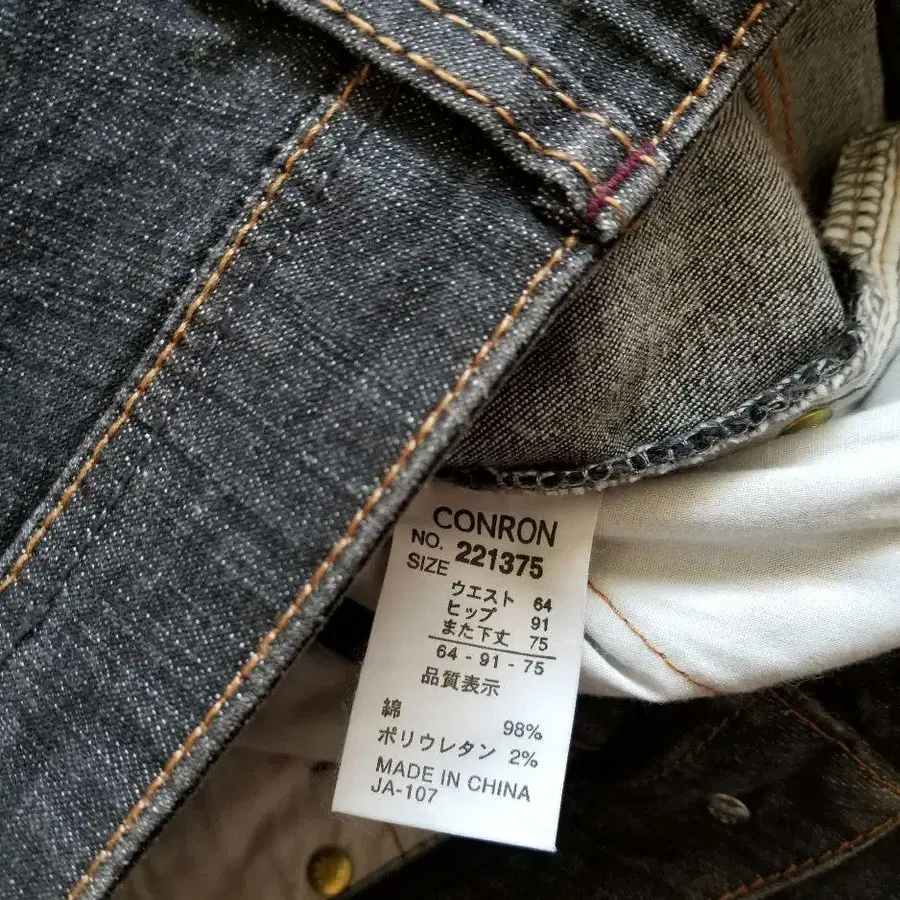 CONRON
NO. 221375
SIZE
ウエスト 64
ヒップ 91
また下丈 75
64-91-75
品質表示
綿 98%
ポリウレタン 2%
MADE IN CHINA
JA-107